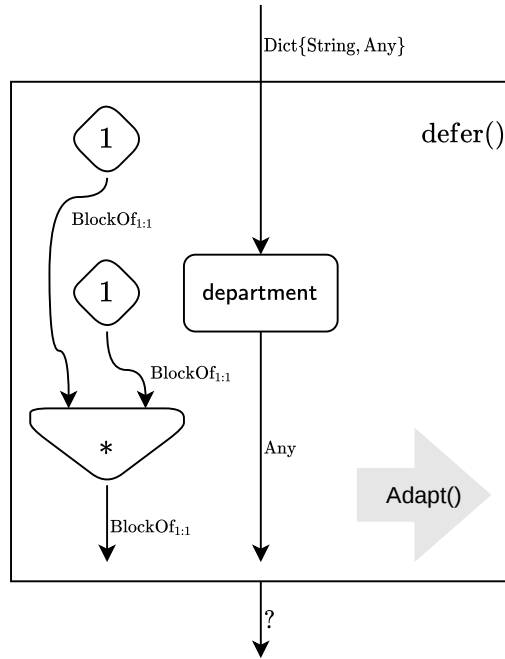 Dict{String, Any}
defer()
1
BlockOf₁:₁
1
department
BlockOf₁:₁
*
Any
Adapt()
BlockOf₁:₁
?